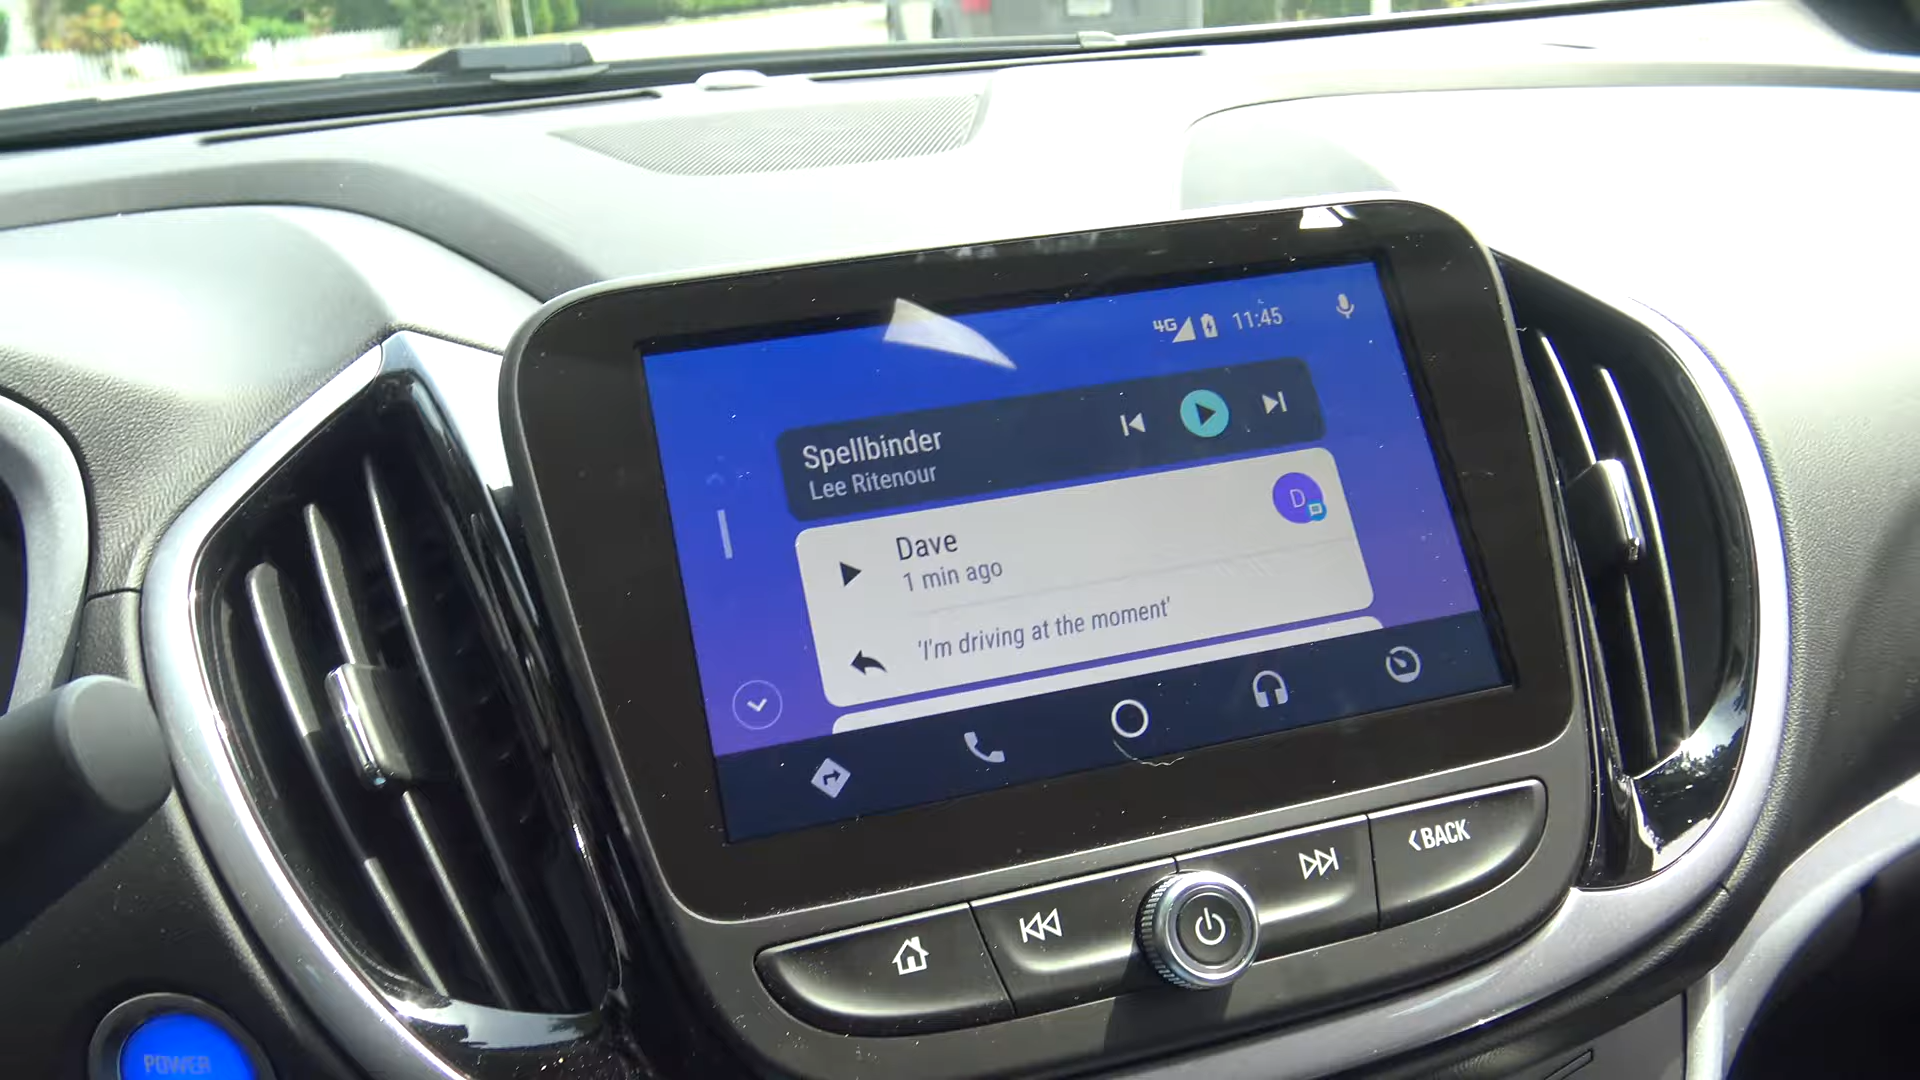 4G 11:45
Spellbinder
Lee Ritenour
D
Dave
1 min ago
'I'm driving at the moment'
BACK
POWER